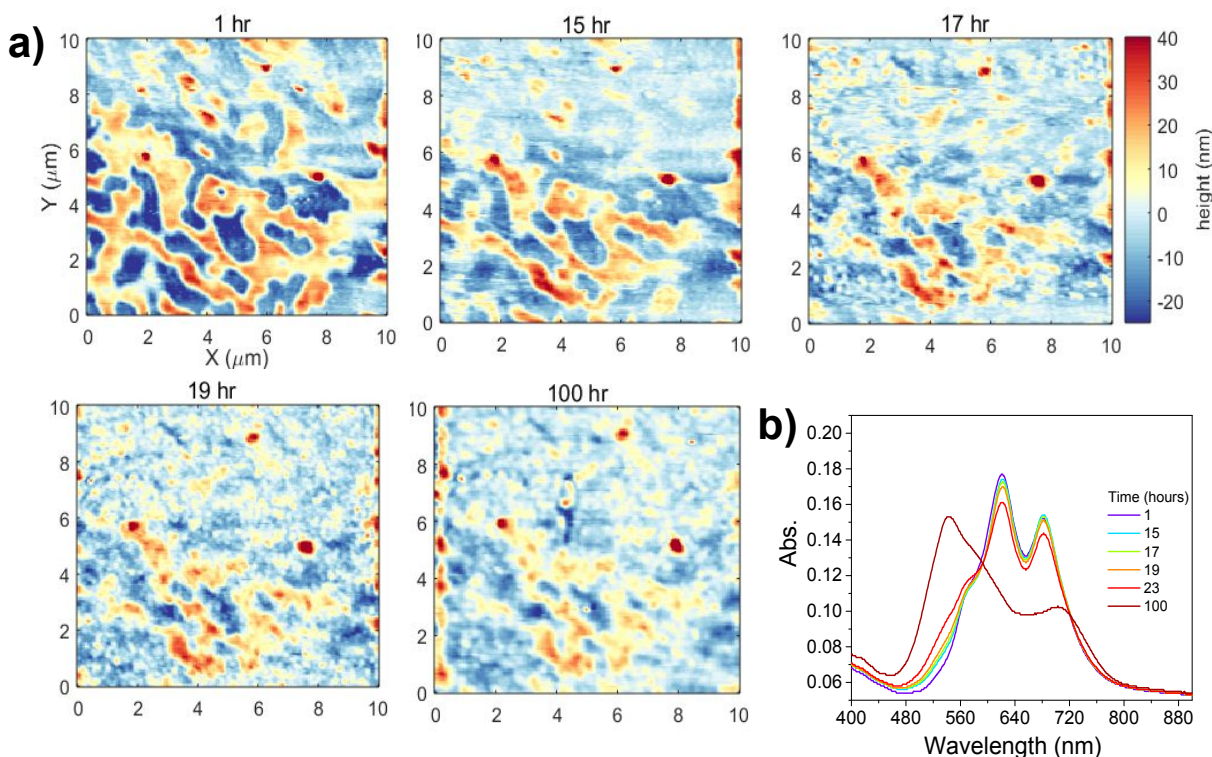 a)
1 hr
15 hr
17 hr
10
8
6
4
2
0
Y (μm)
0 2 4 6 8 10
X (μm)
10
8
6
4
2
0
0 2 4 6 8 10
10
8
6
4
2
0
0 2 4 6 8 10
40
30
20
10
0
-10
-20
height (nm)
19 hr
100 hr
10
8
6
4
2
0
0 2 4 6 8 10
10
8
6
4
2
0
0 2 4 6 8 10
b)
0.20
0.18
0.16
0.14
0.12
0.10
0.08
0.06
Abs.
Time (hours)
1
15
17
19
23
100
400 480 560 640 720 800 880
Wavelength (nm)